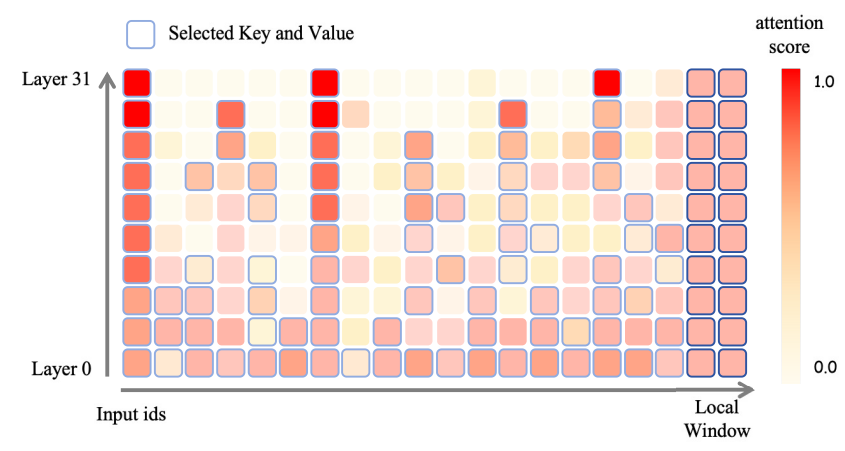 Selected Key and Value
attention
score
Layer 31
1.0
0.0
Layer 0
Input ids
Local
Window